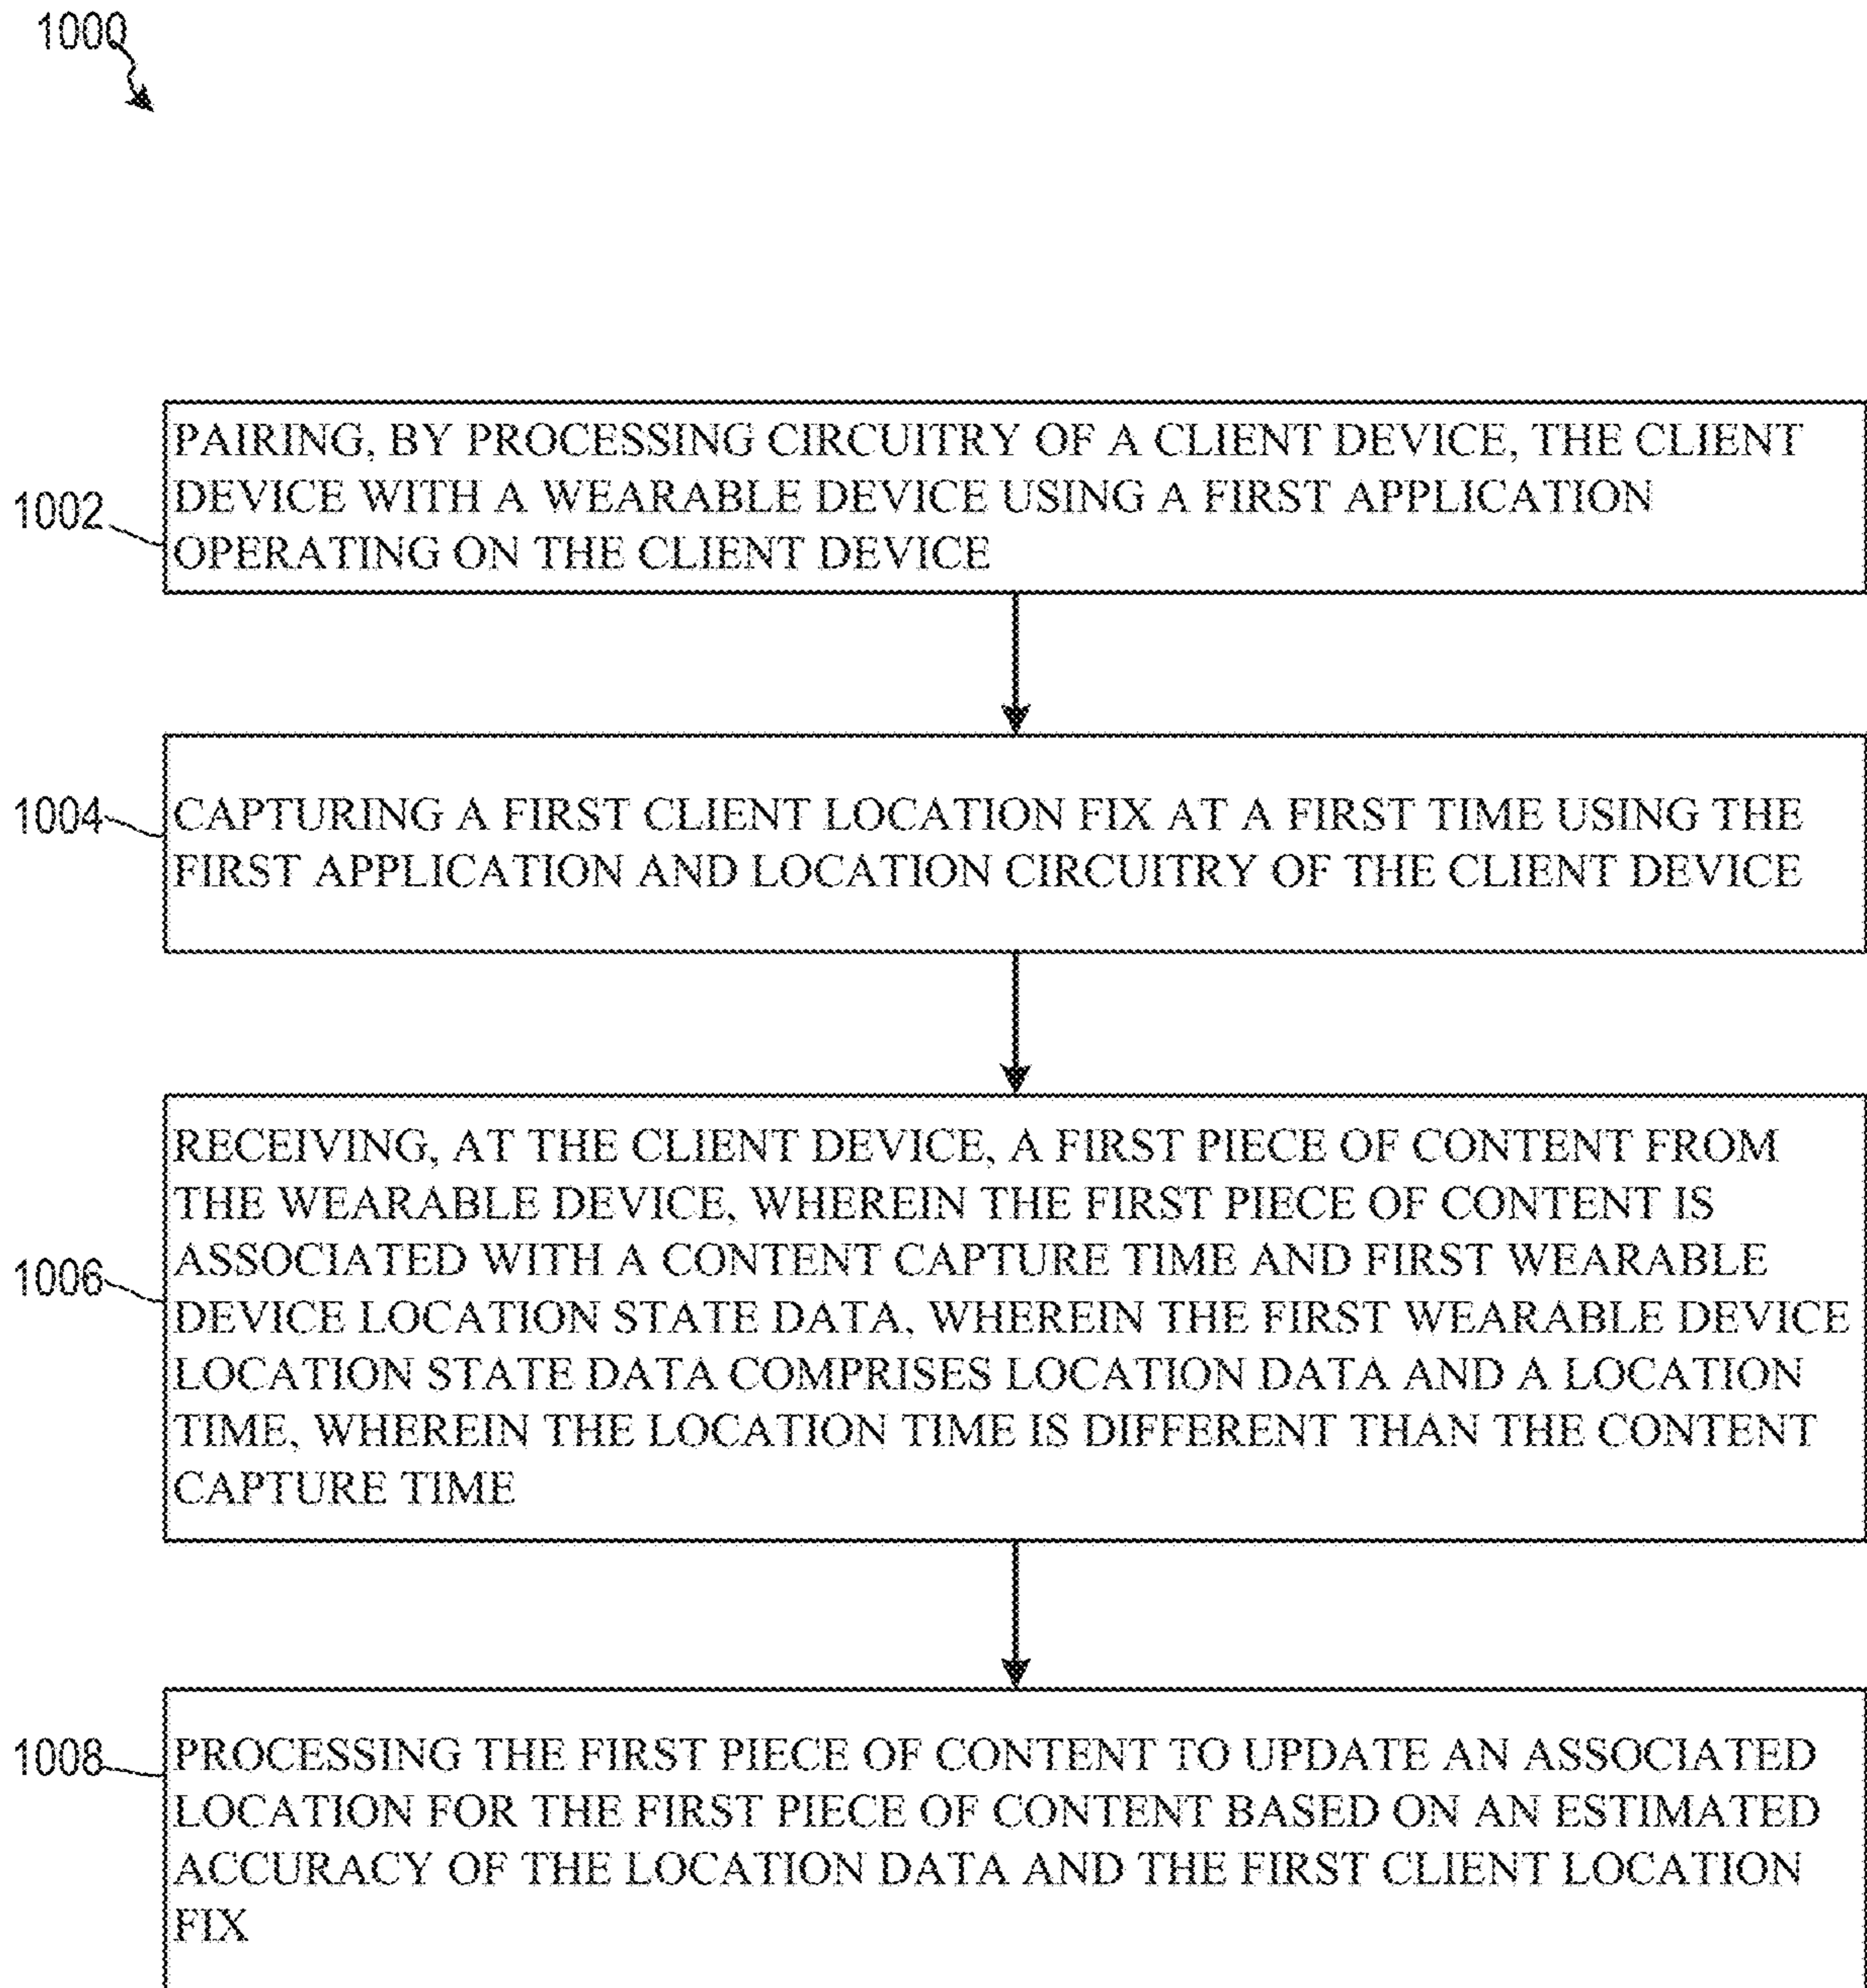 1000
PAIRING, BY PROCESSING CIRCUITRY OF A CLIENT DEVICE, THE CLIENT
DEVICE WITH A WEARABLE DEVICE USING A FIRST APPLICATION
OPERATING ON THE CLIENT DEVICE
1002
CAPTURING A FIRST CLIENT LOCATION FIX AT A FIRST TIME USING THE
FIRST APPLICATION AND LOCATION CIRCUITRY OF THE CLIENT DEVICE
1004
RECEIVING, AT THE CLIENT DEVICE, A FIRST PIECE OF CONTENT FROM
THE WEARABLE DEVICE, WHEREIN THE FIRST PIECE OF CONTENT IS
ASSOCIATED WITH A CONTENT CAPTURE TIME AND FIRST WEARABLE
DEVICE LOCATION STATE DATA, WHEREIN THE FIRST WEARABLE DEVICE
LOCATION STATE DATA COMPRISES LOCATION DATA AND A LOCATION
TIME, WHEREIN THE LOCATION TIME IS DIFFERENT THAN THE CONTENT
CAPTURE TIME
1006
PROCESSING THE FIRST PIECE OF CONTENT TO UPDATE AN ASSOCIATED
LOCATION FOR THE FIRST PIECE OF CONTENT BASED ON AN ESTIMATED
ACCURACY OF THE LOCATION DATA AND THE FIRST CLIENT LOCATION
FIX
1008